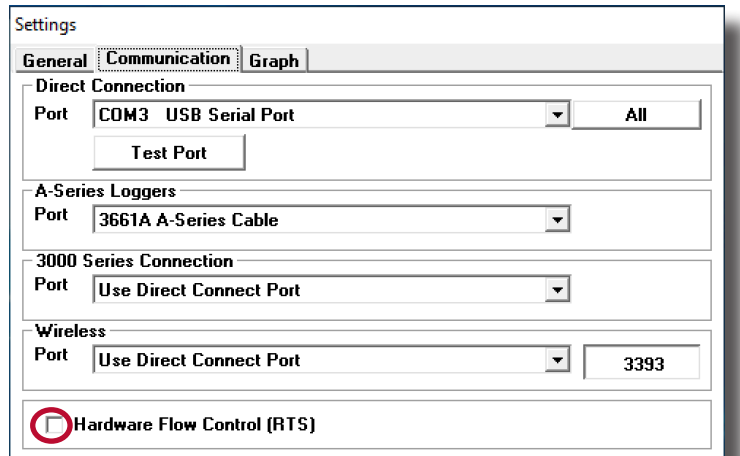 Settings
General Communication Graph
Direct Connection
Port COM3 USB Serial Port All
Test Port
A-Series Loggers
Port 3661A A-Series Cable
3000 Series Connection
Port Use Direct Connect Port
Wireless
Port Use Direct Connect Port 3393
Hardware Flow Control (RTS)